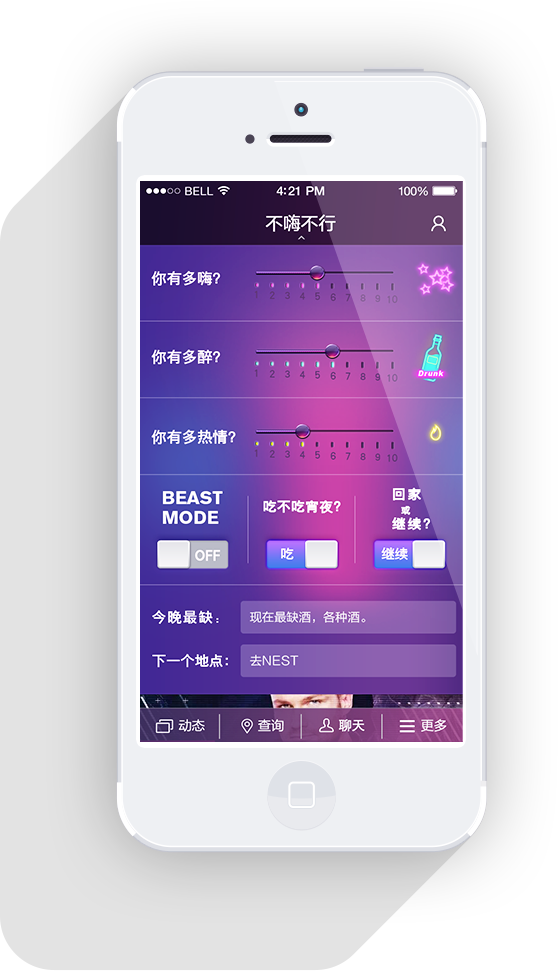 BELL 4:21 PM 100%
不嗨不行
你有多嗨?
1 2 3 4 5 6 7 8 9 10
你有多醉?
1 2 3 4 5 6 7 8 9 10
Drunk
你有多热情?
1 2 3 4 5 6 7 8 9 10
BEAST
MODE
OFF
吃不吃宵夜?
吃
回家
或
继续?
继续
今晚最缺：
现在最缺酒，各种酒。
下一个地点：
去NEST
动态 查询 聊天 更多